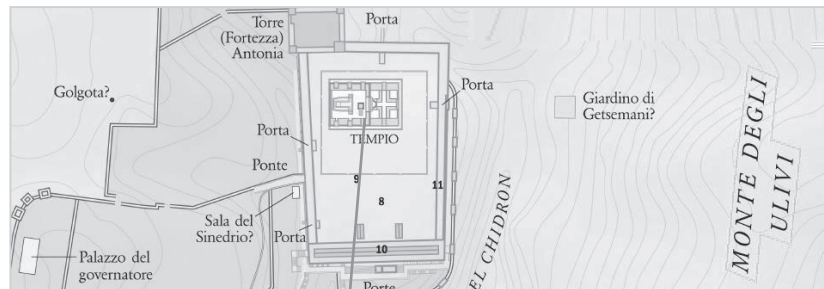 Torre
(Fortezza)
Antonia
Porta
Golgota?
Porta
Giardino di
Getsemani?
MONTE DEGLI
ULIVI
TEMPIO
Porta
Ponte
9
11
8
Sala del
Sinedrio?
Porta
10
EL CHIDRON
Palazzo del
governatore
Porte